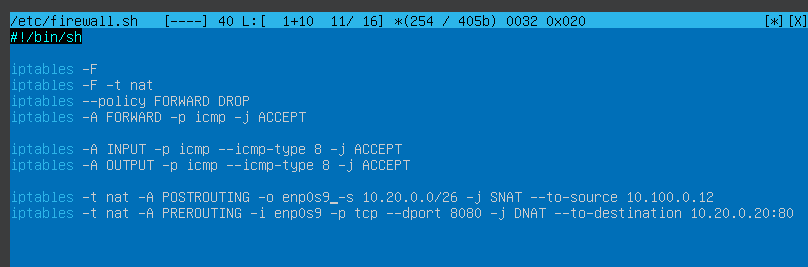 /etc/firewall.sh   [----] 40 L:[  1+10  11/ 16] *(254 / 405b) 0032 0x020   [*][X]
#!/bin/sh
iptables -F
iptables -F -t nat
iptables --policy FORWARD DROP
iptables -A FORWARD -p icmp -j ACCEPT
iptables -A INPUT -p icmp --icmp-type 8 -j ACCEPT
iptables -A OUTPUT -p icmp --icmp-type 8 -j ACCEPT
iptables -t nat -A POSTROUTING -o enp0s9 -s 10.20.0.0/26 -j SNAT --to-source 10.100.0.12
iptables -t nat -A PREROUTING -i enp0s9 -p tcp --dport 8080 -j DNAT --to-destination 10.20.0.20:80